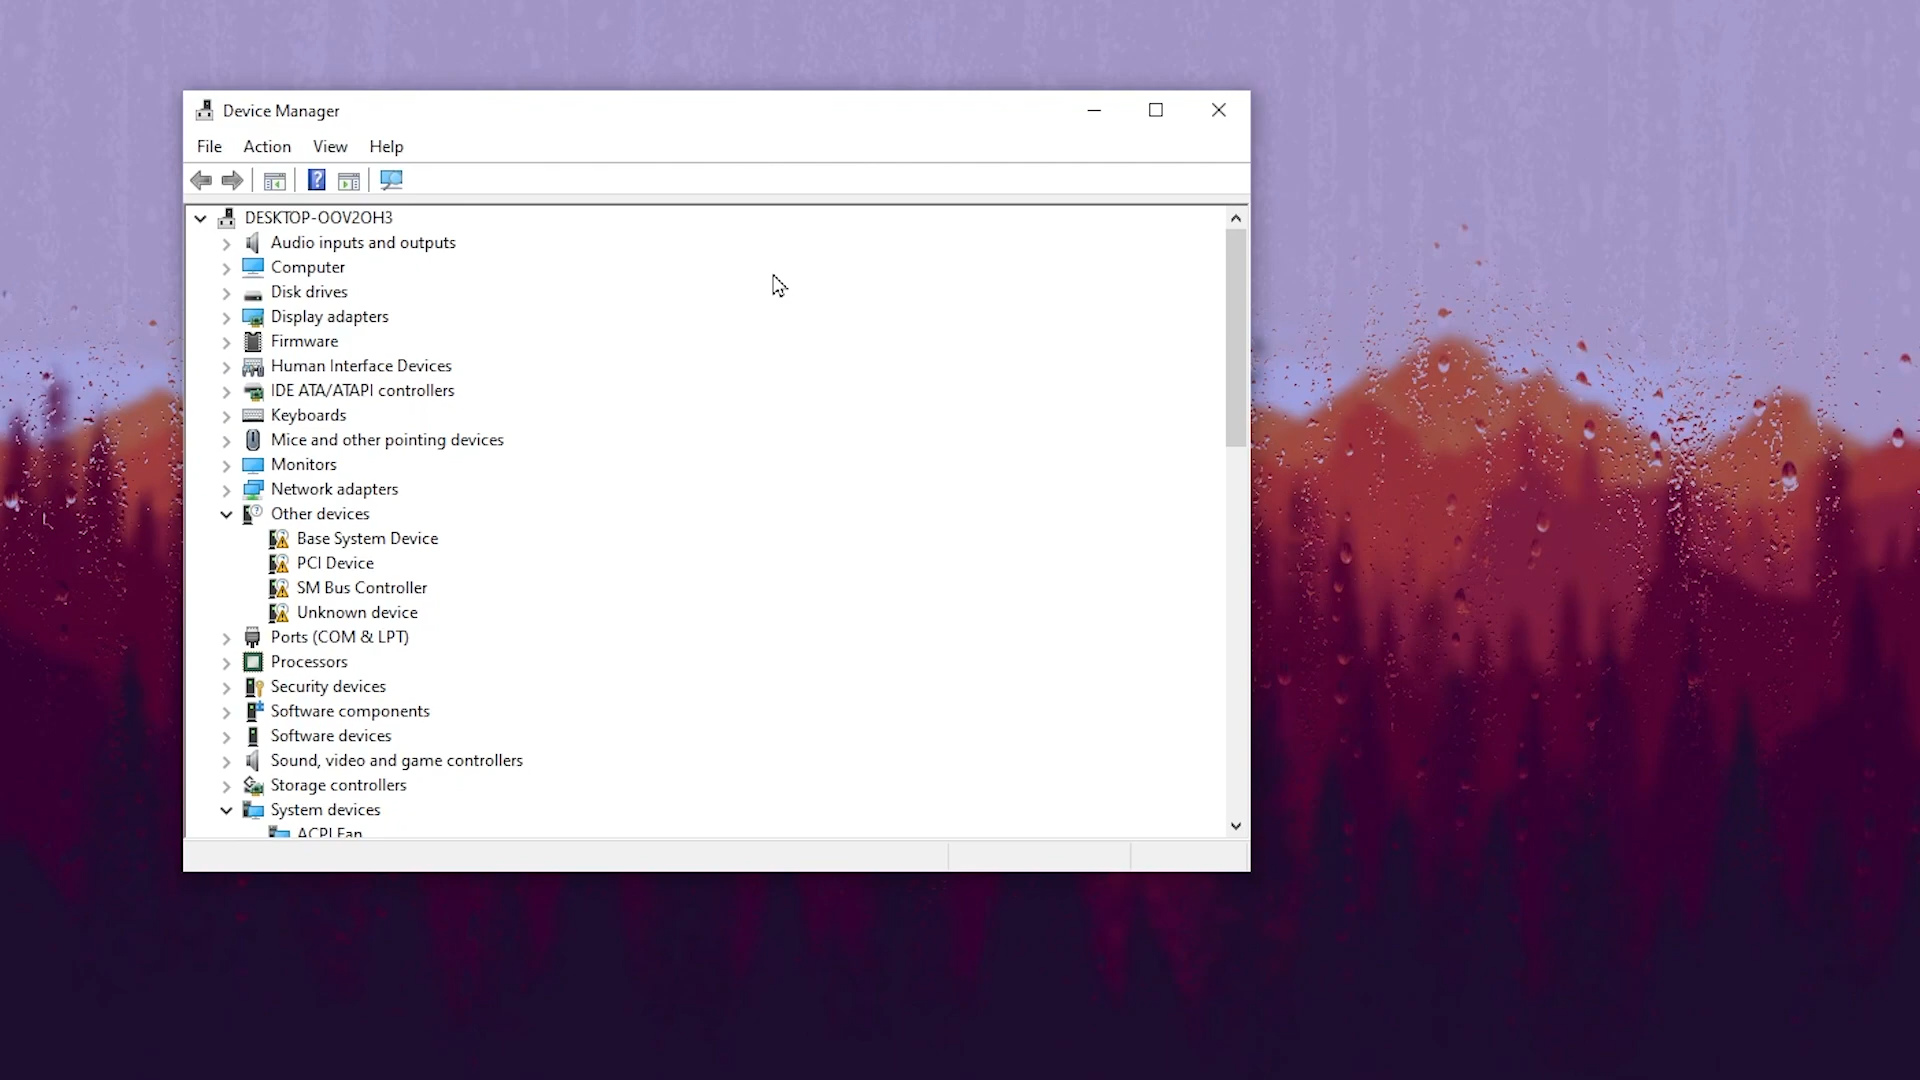 Device Manager
File Action View Help
DESKTOP-OOV2OH3
Audio inputs and outputs
Computer
Disk drives
Display adapters
Firmware
Human Interface Devices
IDE ATA/ATAPI controllers
Keyboards
Mice and other pointing devices
Monitors
Network adapters
Other devices
Base System Device
PCI Device
SM Bus Controller
Unknown device
Ports (COM & LPT)
Processors
Security devices
Software components
Software devices
Sound, video and game controllers
Storage controllers
System devices
ACPI Fan